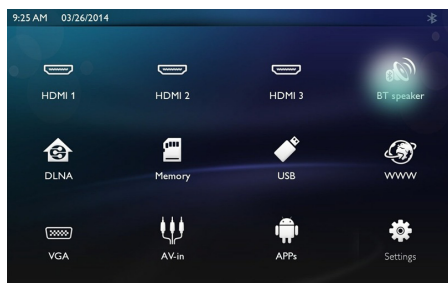 9:25 AM 03/26/2014
HDMI 1 HDMI 2 HDMI 3 BT speaker
DLNA Memory USB WWW
VGA AV-in APPs Settings